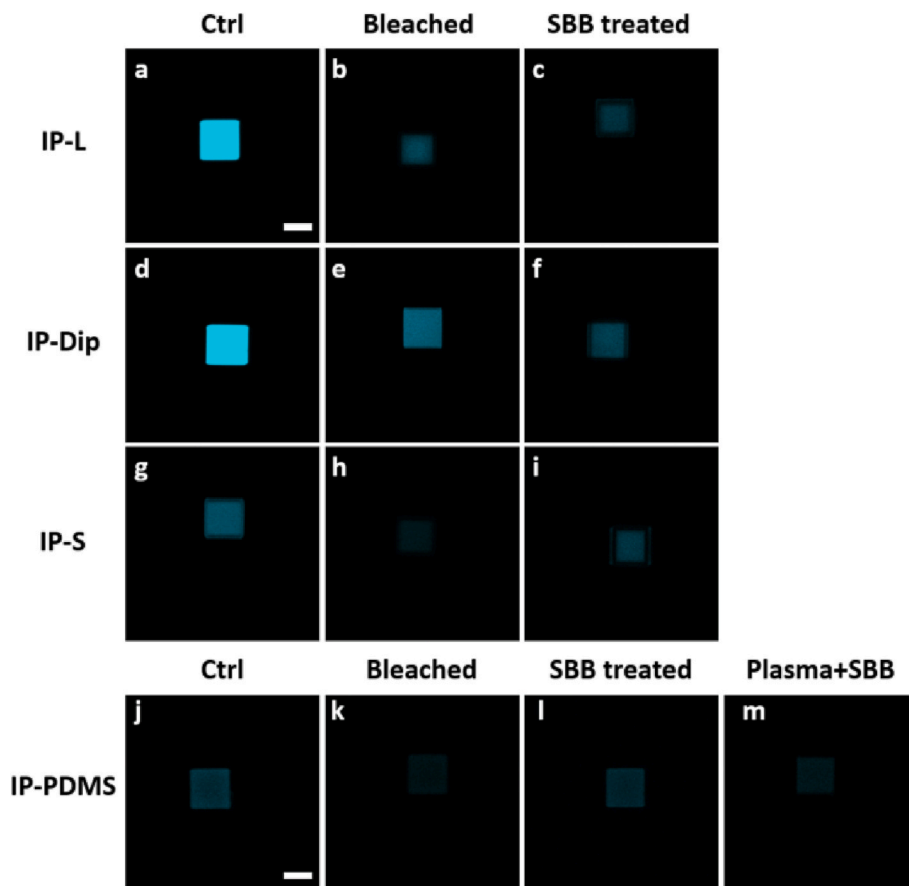 Ctrl Bleached SBB treated
a b c
IP-L
d e f
IP-Dip
g h i
IP-S
Ctrl Bleached SBB treated Plasma+SBB
j k l m
IP-PDMS